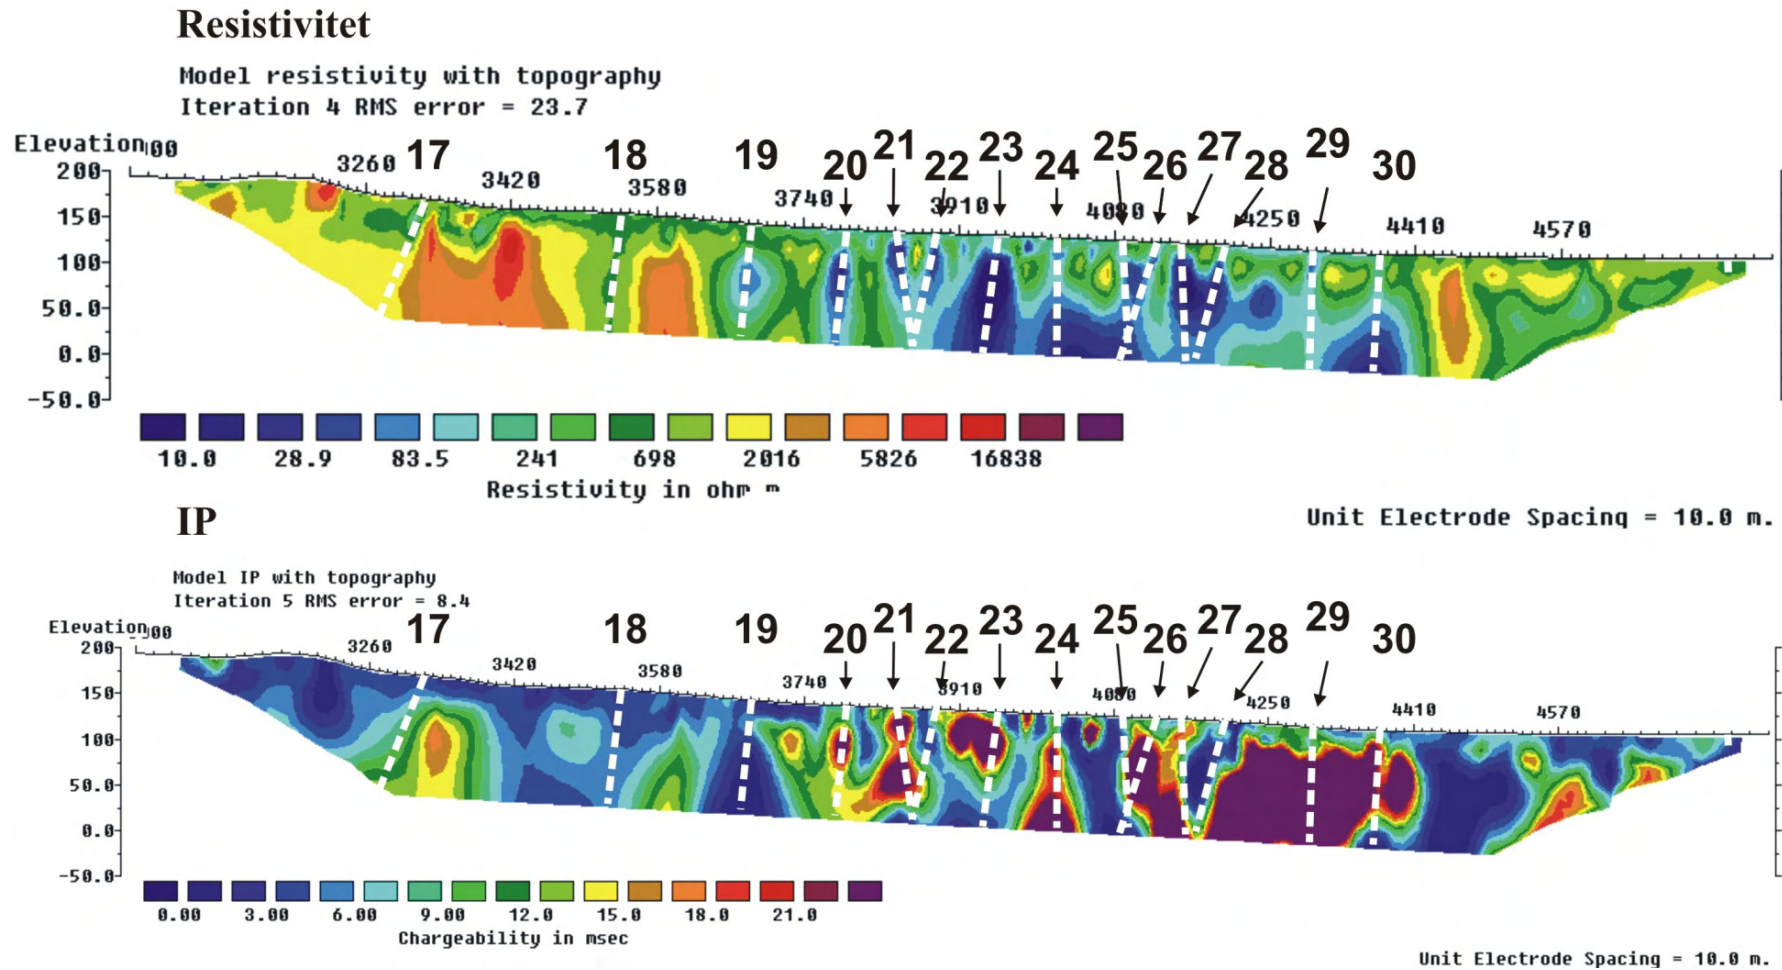 Resistivitet
Model resistivity with topography
Iteration 4 RMS error = 23.7
Elevation 00
3260 17 3420 18 3580 19 3740 20 21 22 3910 23 24 25 4080 26 27 28 4250 29 30 4410 4570
200
150
100
50.0
0.0
-50.0
10.0 28.9 83.5 241 698 2016 5826 16838
Resistivity in ohm m
IP
Unit Electrode Spacing = 10.0 m.
Model IP with topography
Iteration 5 RMS error = 8.4
Elevation 00
3260 17 3420 18 3580 19 3740 20 21 22 3910 23 24 25 4080 26 27 28 4250 29 30 4410 4570
200
150
100
50.0
0.0
-50.0
0.00 3.00 6.00 9.00 12.0 15.0 18.0 21.0
Chargeability in msec
Unit Electrode Spacing = 10.0 m.